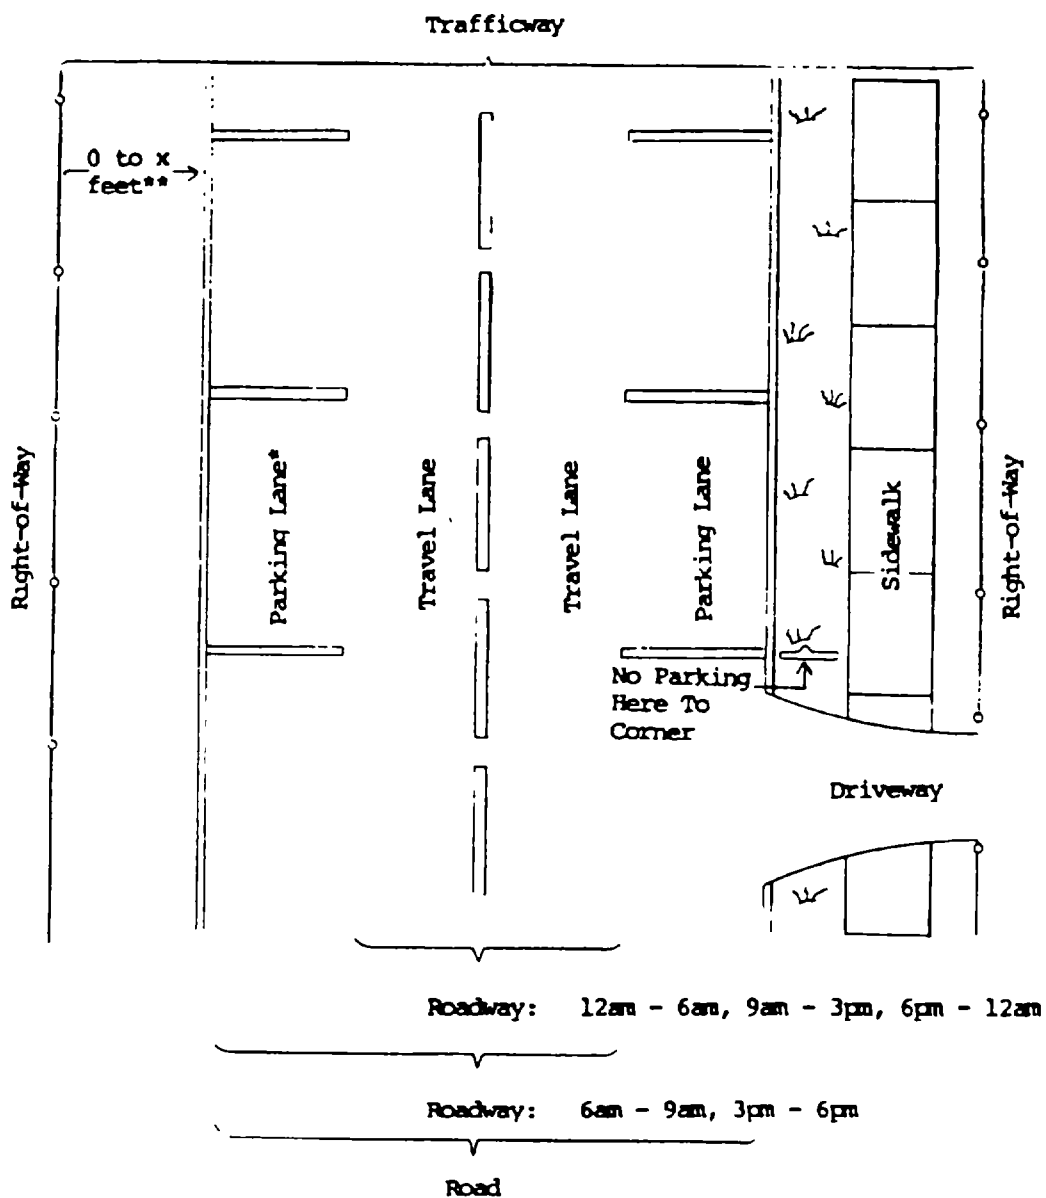 Trafficway
0 to x
feet**
Right-of-Way
Parking Lane*
Travel Lane
Travel Lane
Parking Lane
Sidewalk
Right-of-Way
No Parking
Here To
Corner
Driveway
Roadway: 12am - 6am, 9am - 3pm, 6pm - 12am
Roadway: 6am - 9am, 3pm - 6pm
Road